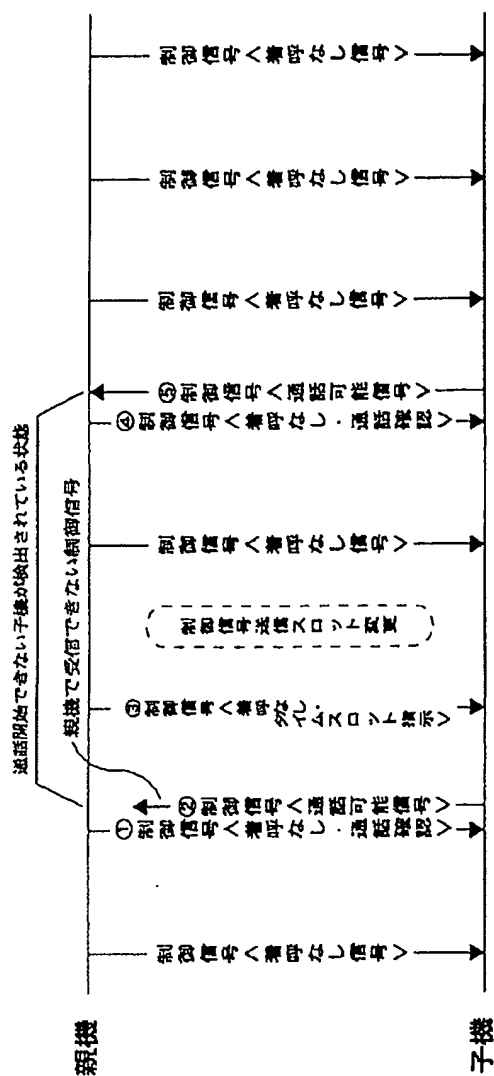 通話開始できない子機が検出されている状態
親機で受信できない制御信号
親機
制御信号＜着呼なし信号＞
①制御信号＜着呼なし・通話確認＞
②制御信号＜通話可能信号＞
③制御信号＜着呼なし・
タイムスロット指示＞
制御信号送信スロット変更
制御信号＜着呼なし信号＞
④制御信号＜着呼なし・通話確認＞
⑤制御信号＜通話可能信号＞
制御信号＜着呼なし信号＞
制御信号＜着呼なし信号＞
制御信号＜着呼なし信号＞
子機